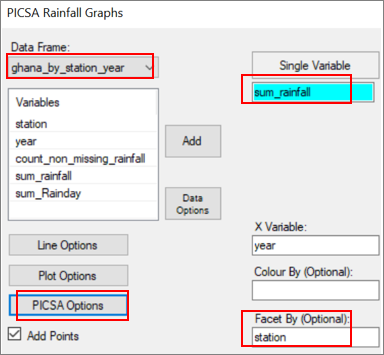 PICSA Rainfall Graphs
Data Frame:
ghana_by_station_year
Single Variable
sum_rainfall
Variables
station
year
count_non_missing_rainfall
sum_rainfall
sum_Rainday
Add
Data
Options
X Variable:
year
Line Options
Colour By (Optional):
Plot Options
PICSA Options
Facet By (Optional):
station
Add Points